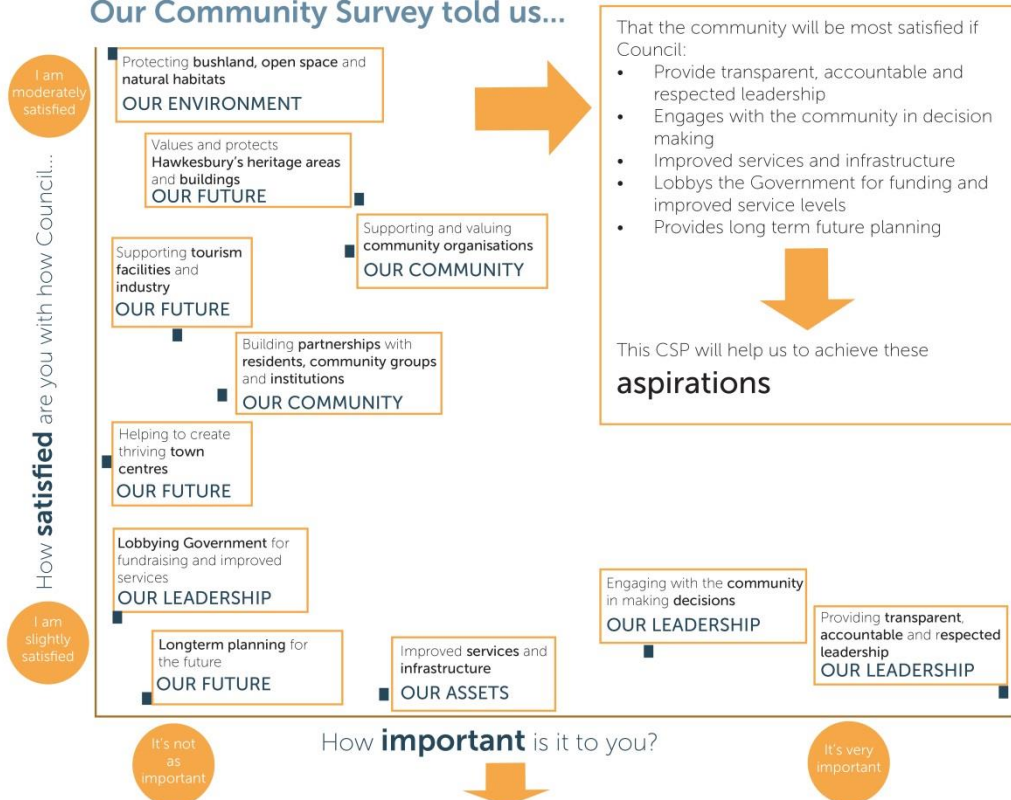 Our Community Survey told us...
I am
moderately
satisfied
How satisfied are you with how Council...
I am
slightly
satisfied
Protecting bushland, open space and
natural habitats
OUR ENVIRONMENT
Values and protects
Hawkesbury's heritage areas
and buildings
OUR FUTURE
Supporting and valuing
community organisations
OUR COMMUNITY
Supporting tourism
facilities and
industry
OUR FUTURE
Building partnerships with
residents, community groups
and institutions
OUR COMMUNITY
Helping to create
thriving town
centres
OUR FUTURE
Lobbying Government for
fundraising and improved
services
OUR LEADERSHIP
Longterm planning for
the future
OUR FUTURE
Improved services and
infrastructure
OUR ASSETS
Engaging with the community
in making decisions
OUR LEADERSHIP
Providing transparent,
accountable and respected
leadership
OUR LEADERSHIP
That the community will be most satisfied if
Council:
• Provide transparent, accountable and
respected leadership
• Engages with the community in decision
making
• Improved services and infrastructure
• Lobbys the Government for funding and
improved service levels
• Provides long term future planning
This CSP will help us to achieve these
aspirations
It's not
as
important
How important is it to you?
It's very
important